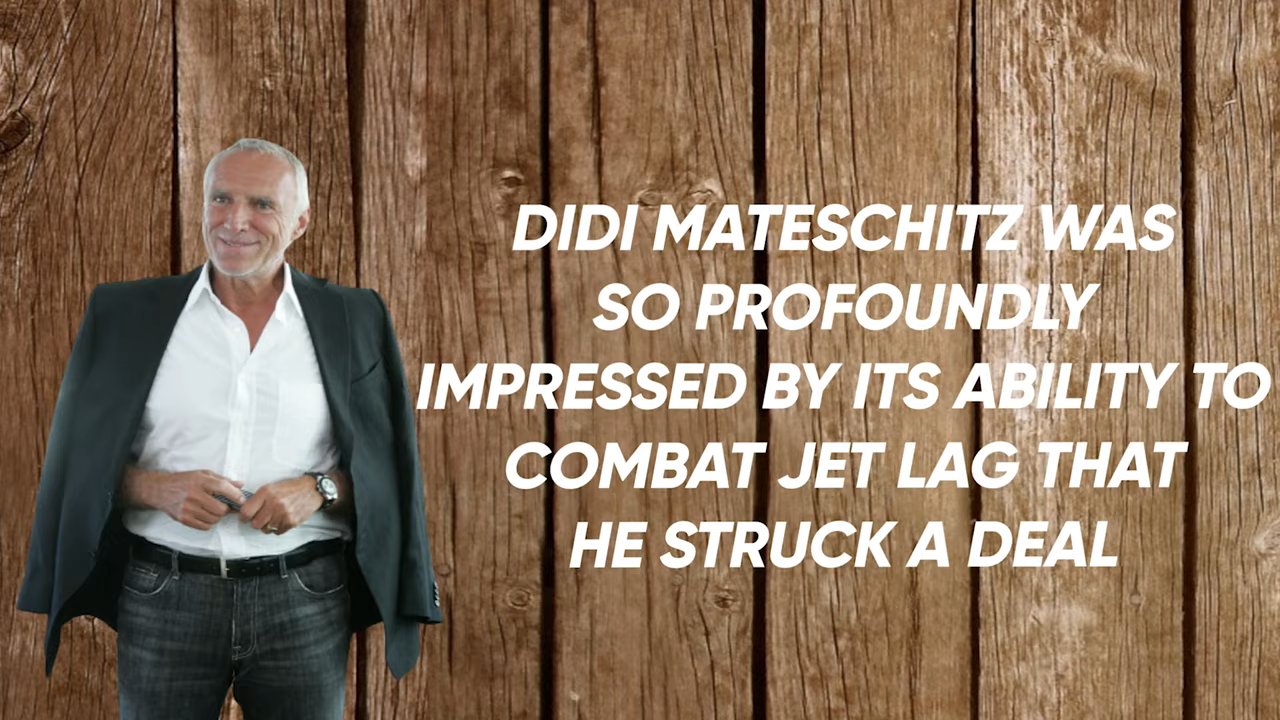 DIDI MATESCHITZ WAS
SO PROFOUNDLY
IMPRESSED BY ITS ABILITY TO
COMBAT JET LAG THAT
HE STRUCK A DEAL